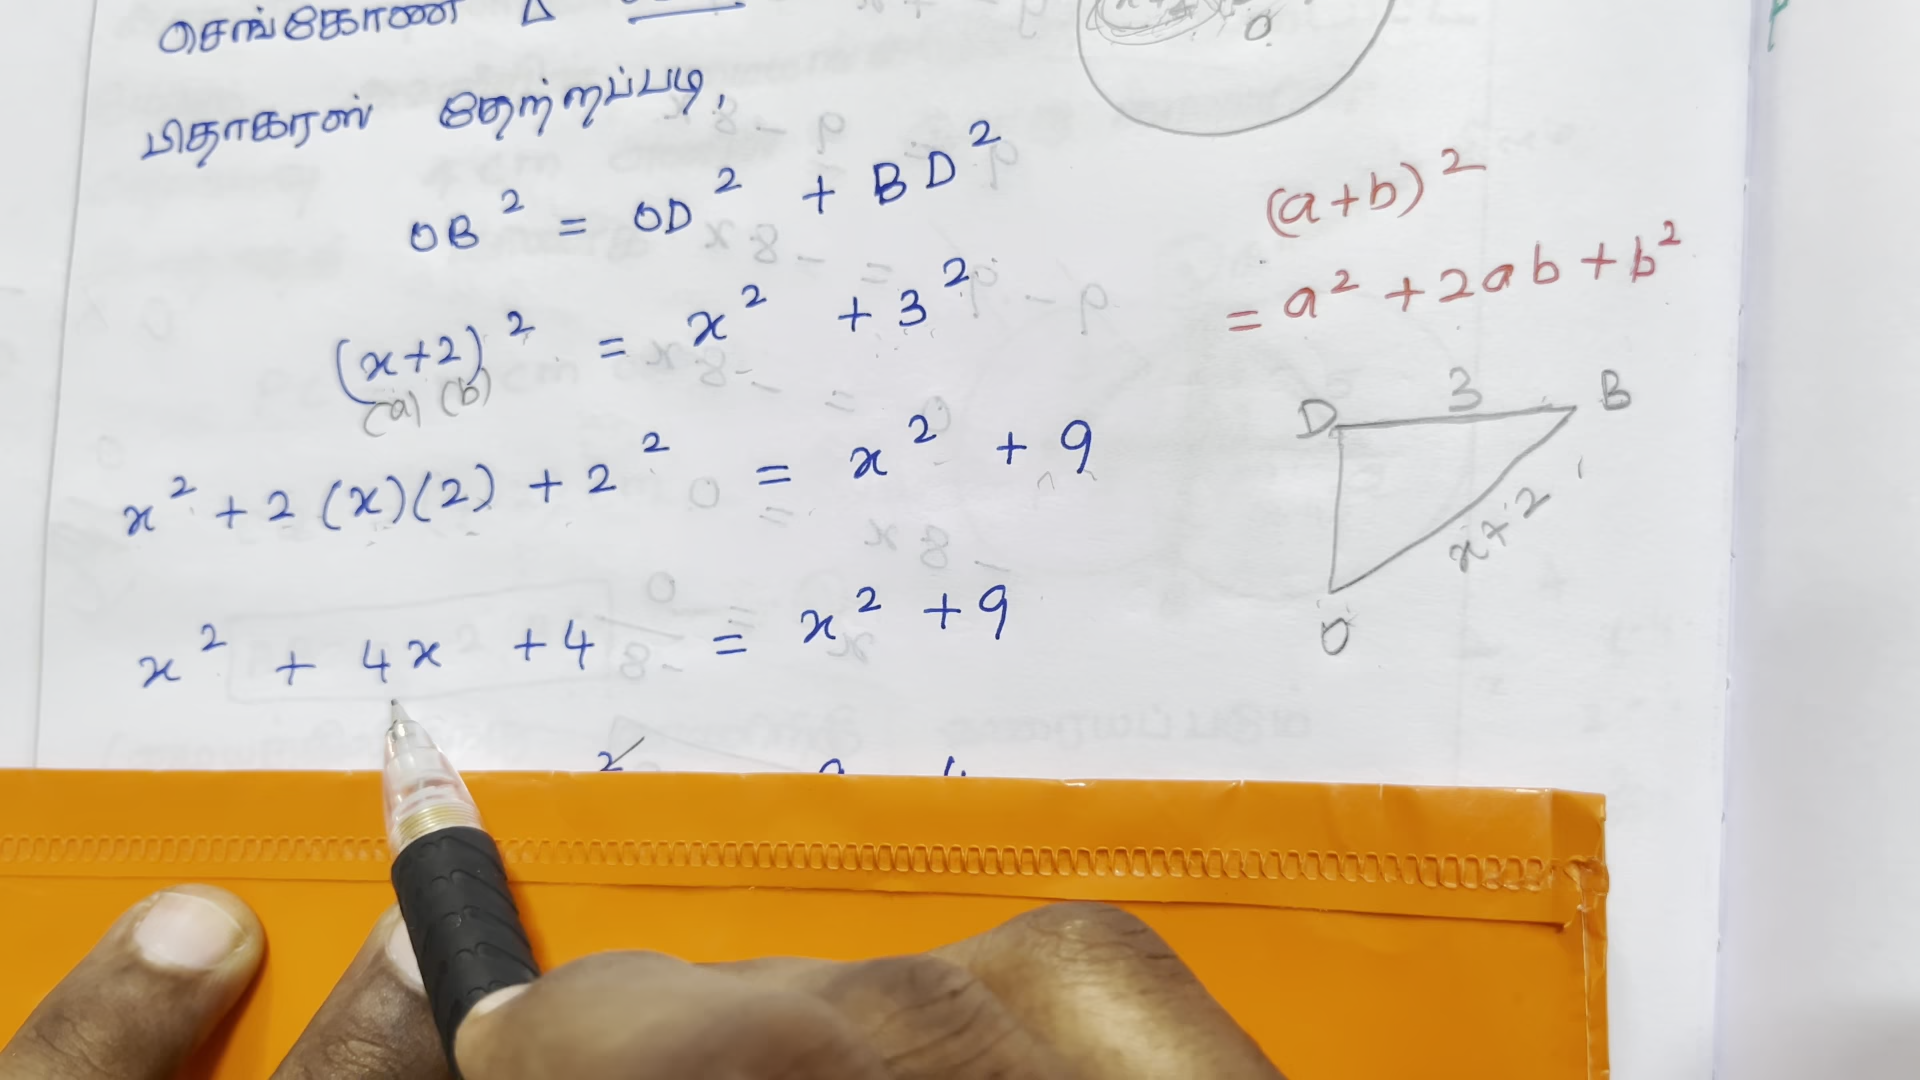 செங்கோண Δ
பிதாகரஸ் தேற்றப்படி,
OB² = OD² + BD²
(x+2)² = x² + 3²
(a) (b)
x² + 2 (x)(2) + 2² = x² + 9
x² + 4x + 4 = x² + 9
(a+b)²
= a² + 2ab + b²
D 3 B
x+2
O
O